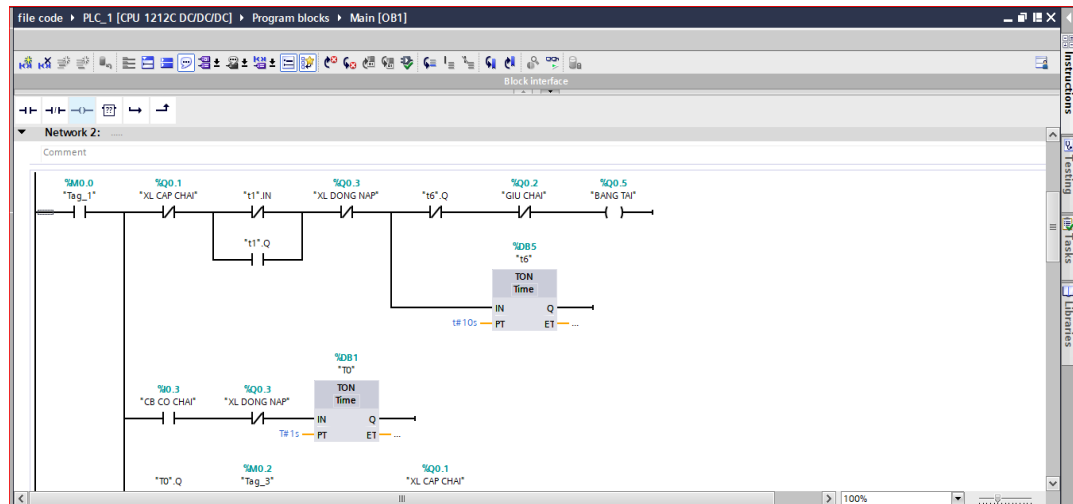 file code ▸ PLC_1 [CPU 1212C DC/DC/DC] ▸ Program blocks ▸ Main [OB1]
Block interface
Network 2: .....
Comment
%M0.0 %Q0.1 %Q0.3 %Q0.2 %Q0.5
"Tag_1" "XL CAP CHAI" "t1".IN "XL DONG NAP" "t6".Q "GIU CHAI" "BANG TAI"
"t1".Q
%DB5
"t6"
TON
Time
IN Q
t#10s PT ET ...
%DB1
"T0"
%I0.3 %Q0.3 TON
"CB CO CHAI" "XL DONG NAP" Time
IN Q
T#1s PT ET ...
%M0.2 %Q0.1
"T0".Q "Tag_3" "XL CAP CHAI"
100%
Instructions
Testing
Tasks
Libraries